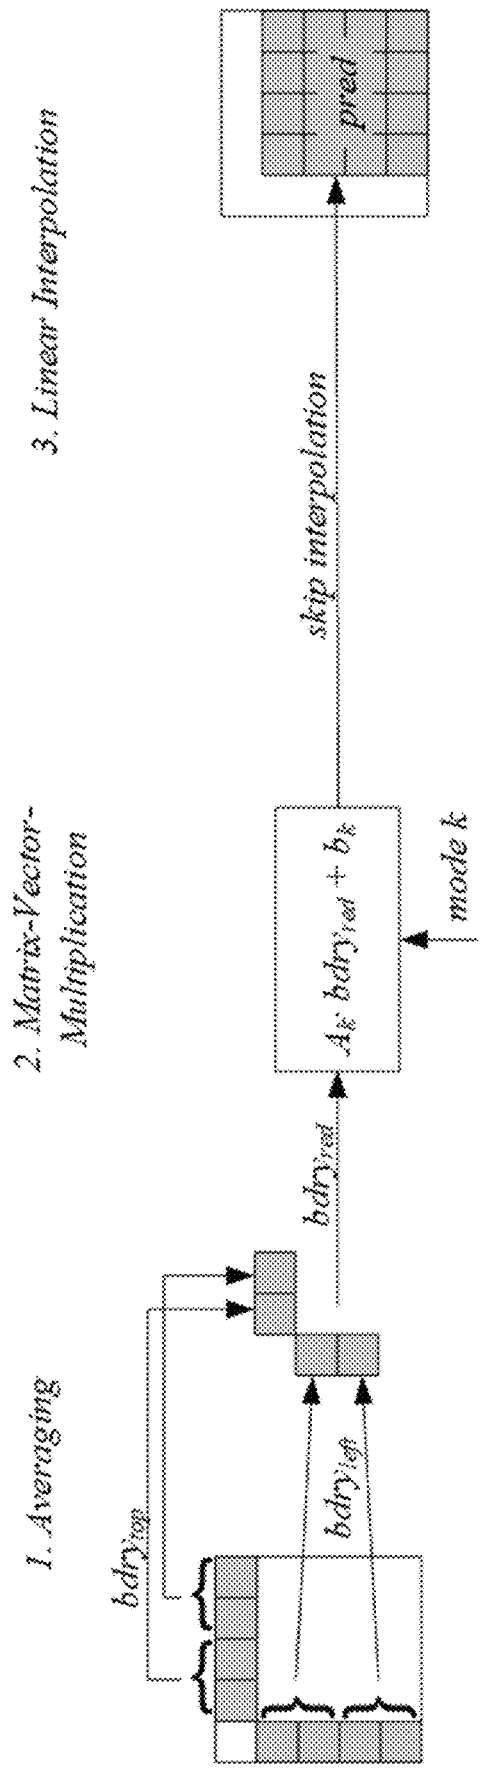 1. Averaging
2. Matrix-Vector-
Multiplication
3. Linear Interpolation
bdry_top
bdry_left
bdry_red
A_k bdry_red + b_k
mode k
skip interpolation
pred